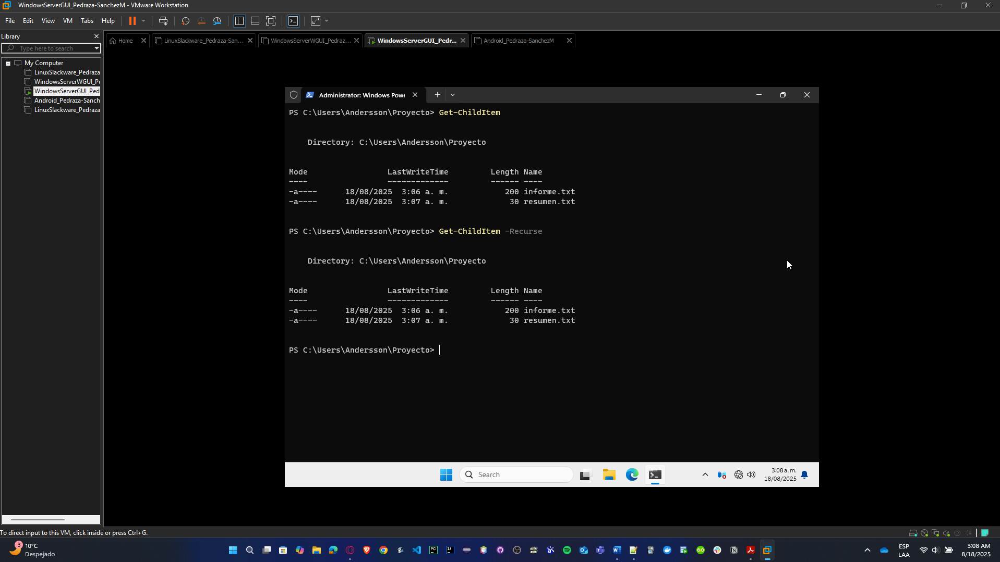 WindowsServerGUI_Pedraza-SanchezM - VMware Workstation
File Edit View VM Tabs Help
Library
Type here to search
My Computer
LinuxSlackware_Pedraza
WindowsServerWGUI_Pe
WindowsServerGUI_Ped
Android_Pedraza-Sanch
LinuxSlackware_Pedraza
Home
LinuxSlackware_Pedraza-San...
WindowsServerWGUI_Pedraz...
WindowsServerGUI_Pedr...
Android_Pedraza-SanchezM
Administrator: Windows Powe
PS C:\Users\Andersson\Proyecto> Get-ChildItem
Directory: C:\Users\Andersson\Proyecto
Mode LastWriteTime Length Name
---- ------------- ------ ----
-a---- 18/08/2025 3:06 a. m. 200 informe.txt
-a---- 18/08/2025 3:07 a. m. 30 resumen.txt
PS C:\Users\Andersson\Proyecto> Get-ChildItem -Recurse
Directory: C:\Users\Andersson\Proyecto
Mode LastWriteTime Length Name
---- ------------- ------ ----
-a---- 18/08/2025 3:06 a. m. 200 informe.txt
-a---- 18/08/2025 3:07 a. m. 30 resumen.txt
PS C:\Users\Andersson\Proyecto>
Search
3:08 a. m.
18/08/2025
To direct input to this VM, click inside or press Ctrl+G.
3
10°C
Despejado
PC
IJ
ESP
LAA
3:08 AM
8/18/2025